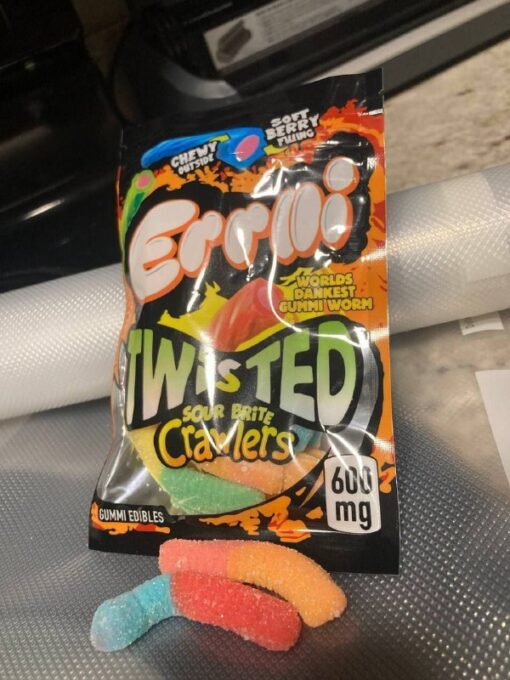 CHEWY
OUTSIDE
SOFT
BERRY
FILLING
Errlli
WORLDS
DANKEST
GUMMI WORM
TWISTED
SOUR BRITE
Crawlers
600
mg
GUMMI EDIBLES